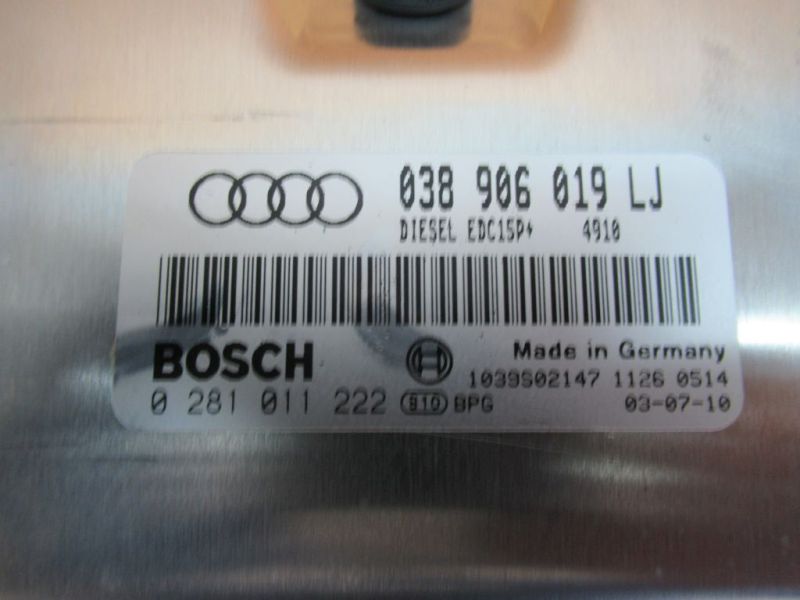 038 906 019 LJ
DIESEL EDC15P+ 4910
BOSCH
Made in Germany
1039S02147 1126 0514
0 281 011 222 810 BPG 03-07-10